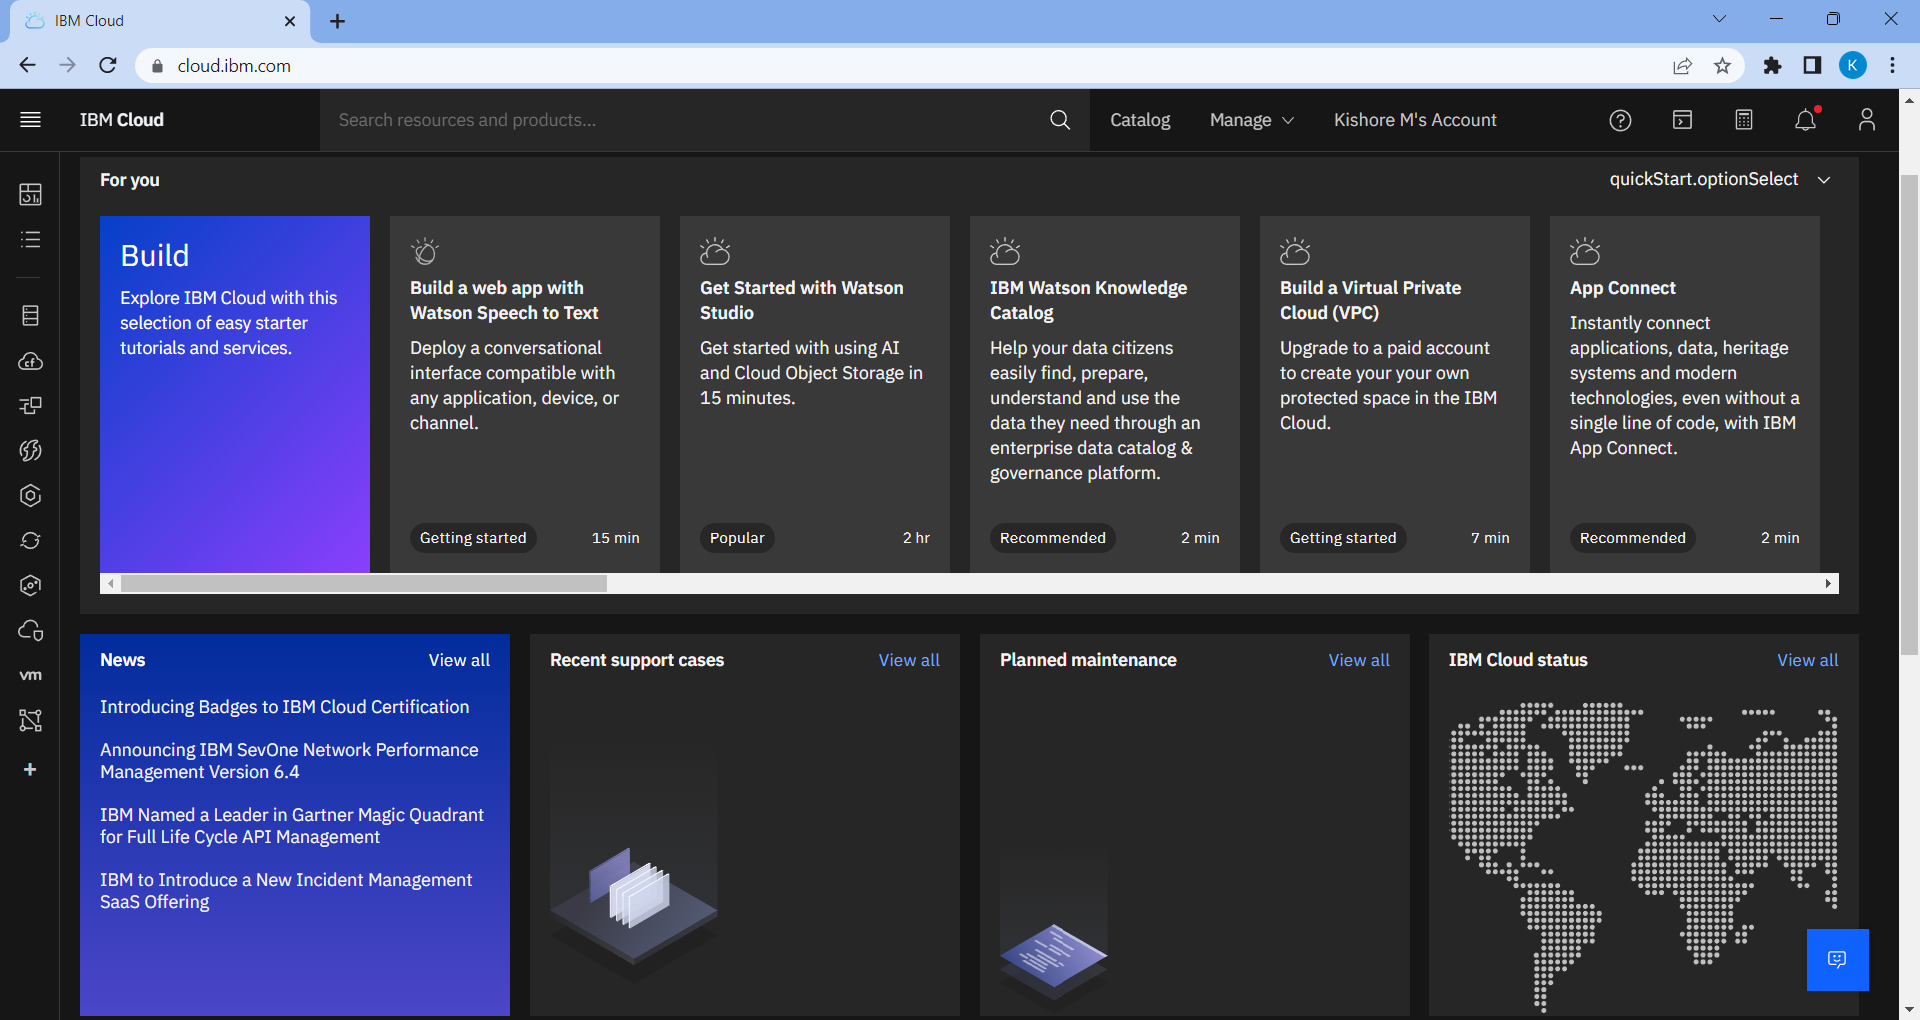 IBM Cloud
cloud.ibm.com
K
IBM Cloud
Search resources and products...
Catalog
Manage
Kishore M's Account
For you
quickStart.optionSelect
Build
Explore IBM Cloud with this
selection of easy starter
tutorials and services.
Build a web app with
Watson Speech to Text
Deploy a conversational
interface compatible with
any application, device, or
channel.
Getting started
15 min
Get Started with Watson
Studio
Get started with using AI
and Cloud Object Storage in
15 minutes.
Popular
2 hr
IBM Watson Knowledge
Catalog
Help your data citizens
easily find, prepare,
understand and use the
data they need through an
enterprise data catalog &
governance platform.
Recommended
2 min
Build a Virtual Private
Cloud (VPC)
Upgrade to a paid account
to create your your own
protected space in the IBM
Cloud.
Getting started
7 min
App Connect
Instantly connect
applications, data, heritage
systems and modern
technologies, even without a
single line of code, with IBM
App Connect.
Recommended
2 min
cf
vm
News
View all
Introducing Badges to IBM Cloud Certification
Announcing IBM SevOne Network Performance
Management Version 6.4
IBM Named a Leader in Gartner Magic Quadrant
for Full Life Cycle API Management
IBM to Introduce a New Incident Management
SaaS Offering
Recent support cases
View all
Planned maintenance
View all
IBM Cloud status
View all